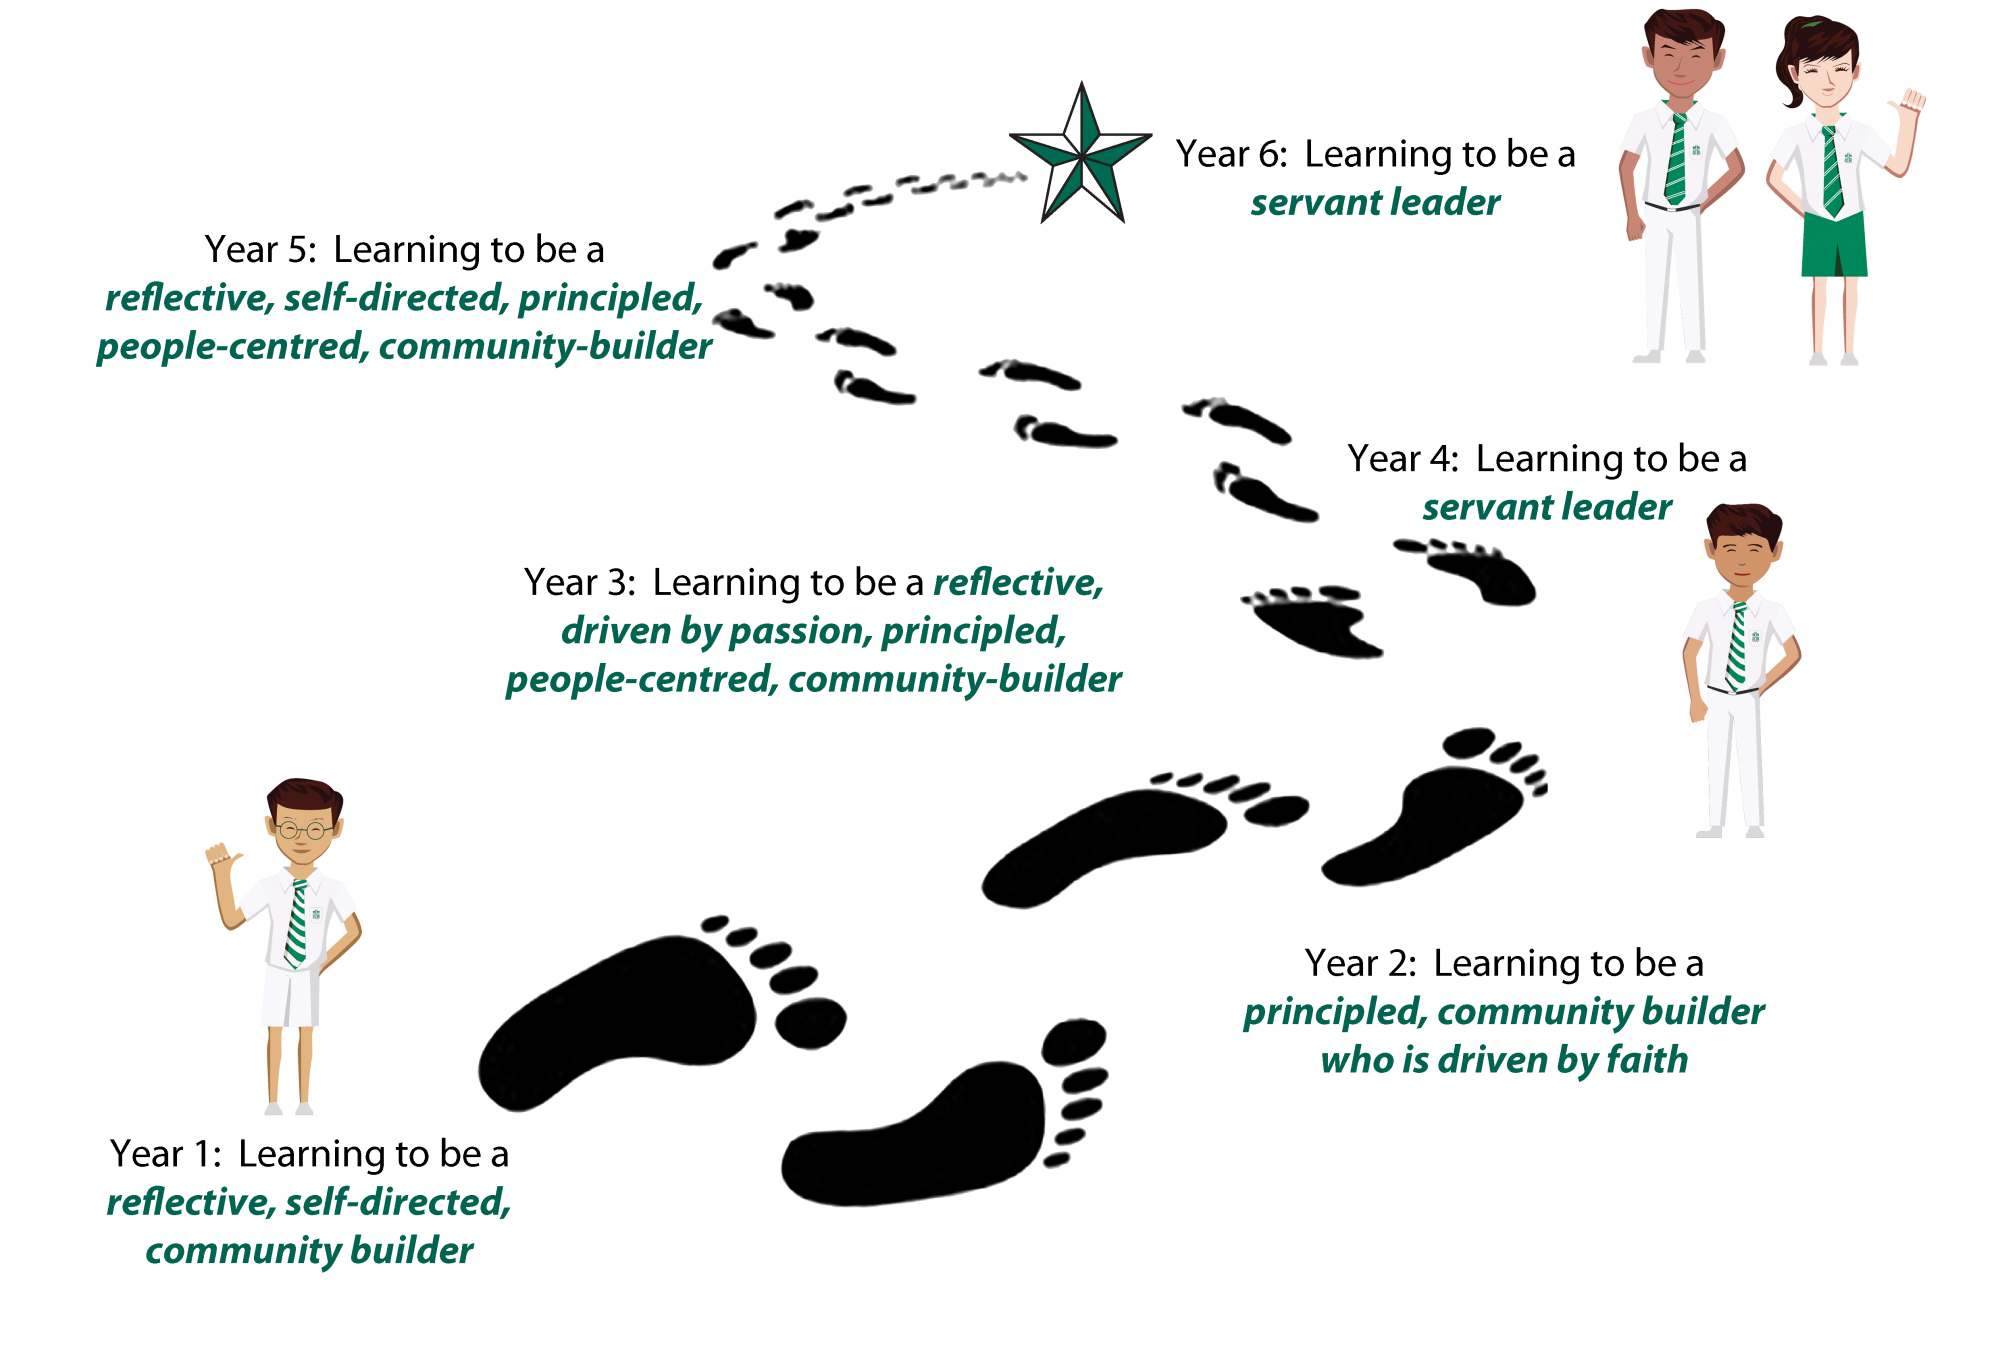 Year 6:  Learning to be a
servant leader
Year 5:  Learning to be a
reflective, self-directed, principled,
people-centred, community-builder
Year 4:  Learning to be a
servant leader
Year 3:  Learning to be a reflective,
driven by passion, principled,
people-centred, community-builder
Year 2:  Learning to be a
principled, community builder
who is driven by faith
Year 1:  Learning to be a
reflective, self-directed,
community builder